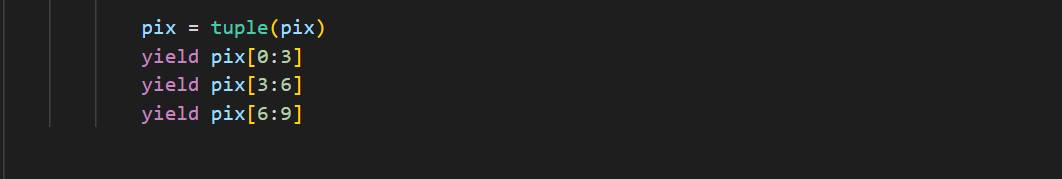 pix = tuple(pix)
yield pix[0:3]
yield pix[3:6]
yield pix[6:9]